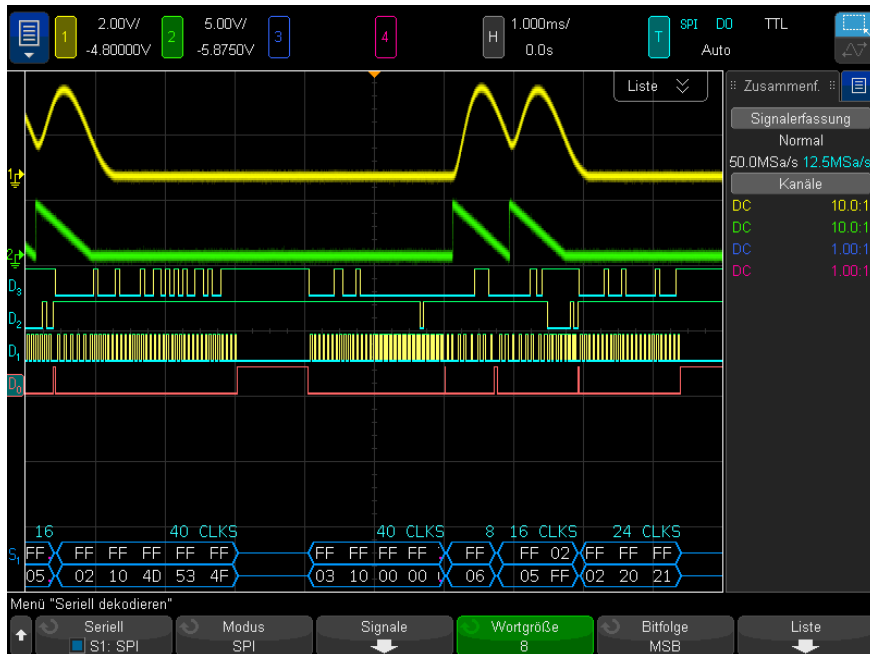 1 2.00V/ 2 5.00V/ 3 4 H 1.000ms/ T SPI D0 TTL
-4.80000V -5.8750V 0.0s Auto
Liste
Zusammenf.
Signalerfassung
Normal
50.0MSa/s 12.5MSa/s
Kanäle
DC 10.0:1
DC 10.0:1
DC 1.00:1
DC 1.00:1
1
2
D3
D2
D1
D0
16 40 CLKS 40 CLKS 8 16 CLKS 24 CLKS
S1 FF FF FF FF FF FF FF FF FF FF FF FF 02 FF FF FF
05 02 10 4D 53 4F 03 10 00 00 06 05 FF 02 20 21
Menü "Seriell dekodieren"
Seriell Modus Signale Wortgröße Bitfolge Liste
S1: SPI SPI 8 MSB